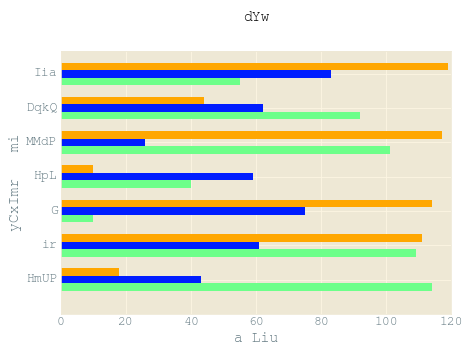 dYw
Iia
DqkQ
MMdP
HpL
G
ir
HmUP
yCxImr  mi
0 20 40 60 80 100 120
a Liu